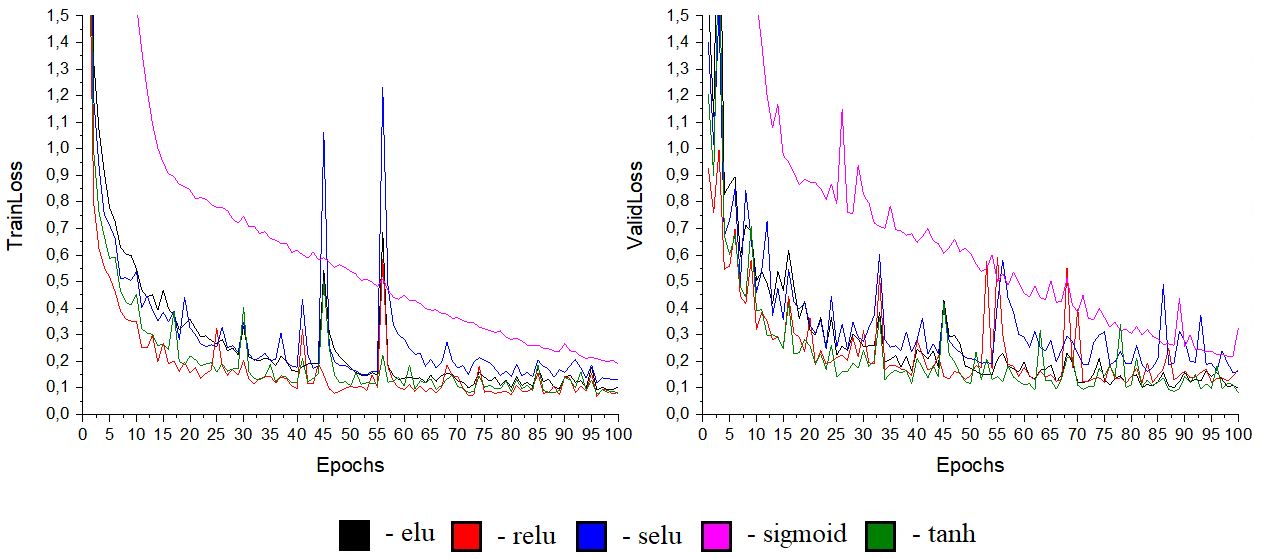 1,5 1,5
1,4 1,4
1,3 1,3
1,2 1,2
1,1 1,1
1,0 1,0
0,9 0,9
0,8 0,8
0,7 0,7
0,6 0,6
0,5 0,5
0,4 0,4
0,3 0,3
0,2 0,2
0,1 0,1
0,0 0,0
TrainLoss
ValidLoss
0 5 10 15 20 25 30 35 40 45 50 55 60 65 70 75 80 85 90 95 100
0 5 10 15 20 25 30 35 40 45 50 55 60 65 70 75 80 85 90 95 100
Epochs
Epochs
- elu - relu - selu - sigmoid - tanh